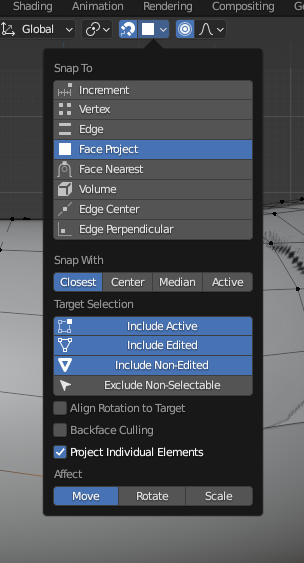 Shading Animation Rendering Compositing
Global
Snap To
Increment
Vertex
Edge
Face Project
Face Nearest
Volume
Edge Center
Edge Perpendicular
Snap With
Closest Center Median Active
Target Selection
Include Active
Include Edited
Include Non-Edited
Exclude Non-Selectable
Align Rotation to Target
Backface Culling
Project Individual Elements
Affect
Move Rotate Scale